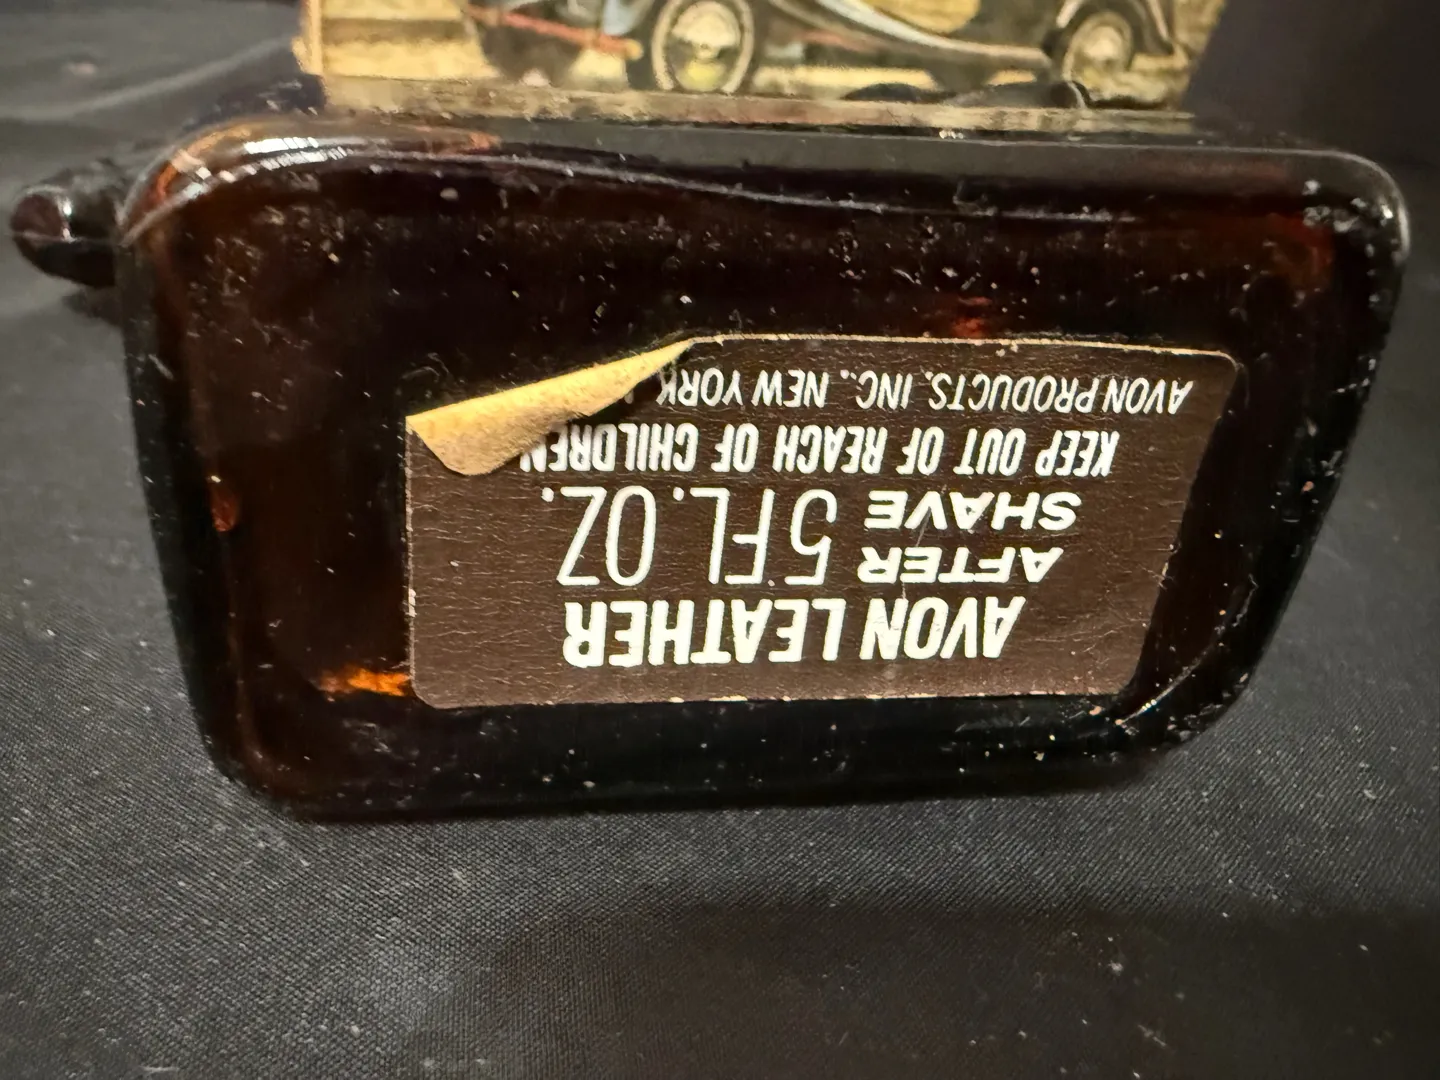 AVON LEATHER
AFTER SHAVE 5 FL. OZ.
KEEP OUT OF REACH OF CHILDREN
AVON PRODUCTS, INC., NEW YORK,